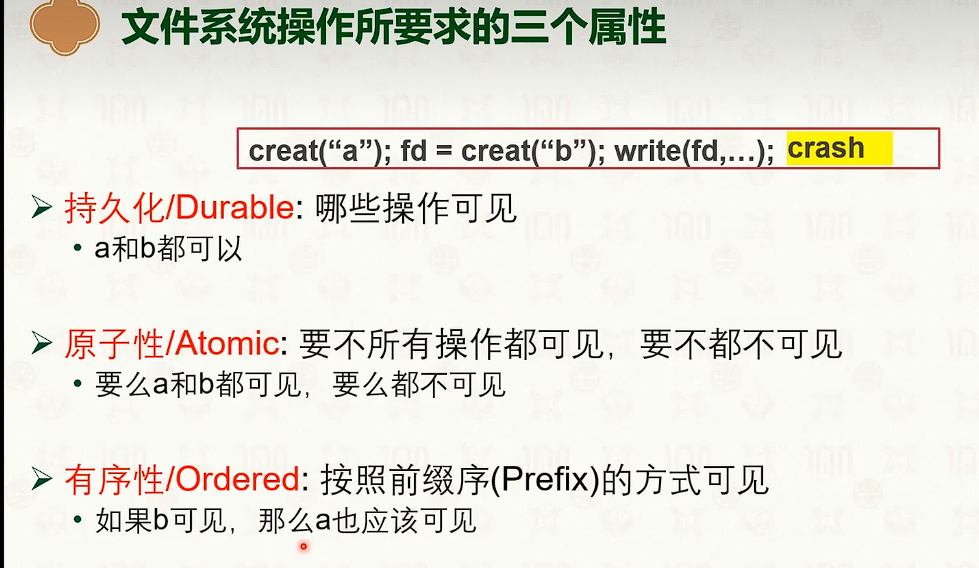 文件系统操作所要求的三个属性
creat(“a”); fd = creat(“b”); write(fd,…); crash
持久化/Durable: 哪些操作可见
a和b都可以
原子性/Atomic: 要不所有操作都可见，要不都不可见
要么a和b都可见，要么都不可见
有序性/Ordered: 按照前缀序(Prefix)的方式可见
如果b可见，那么a也应该可见